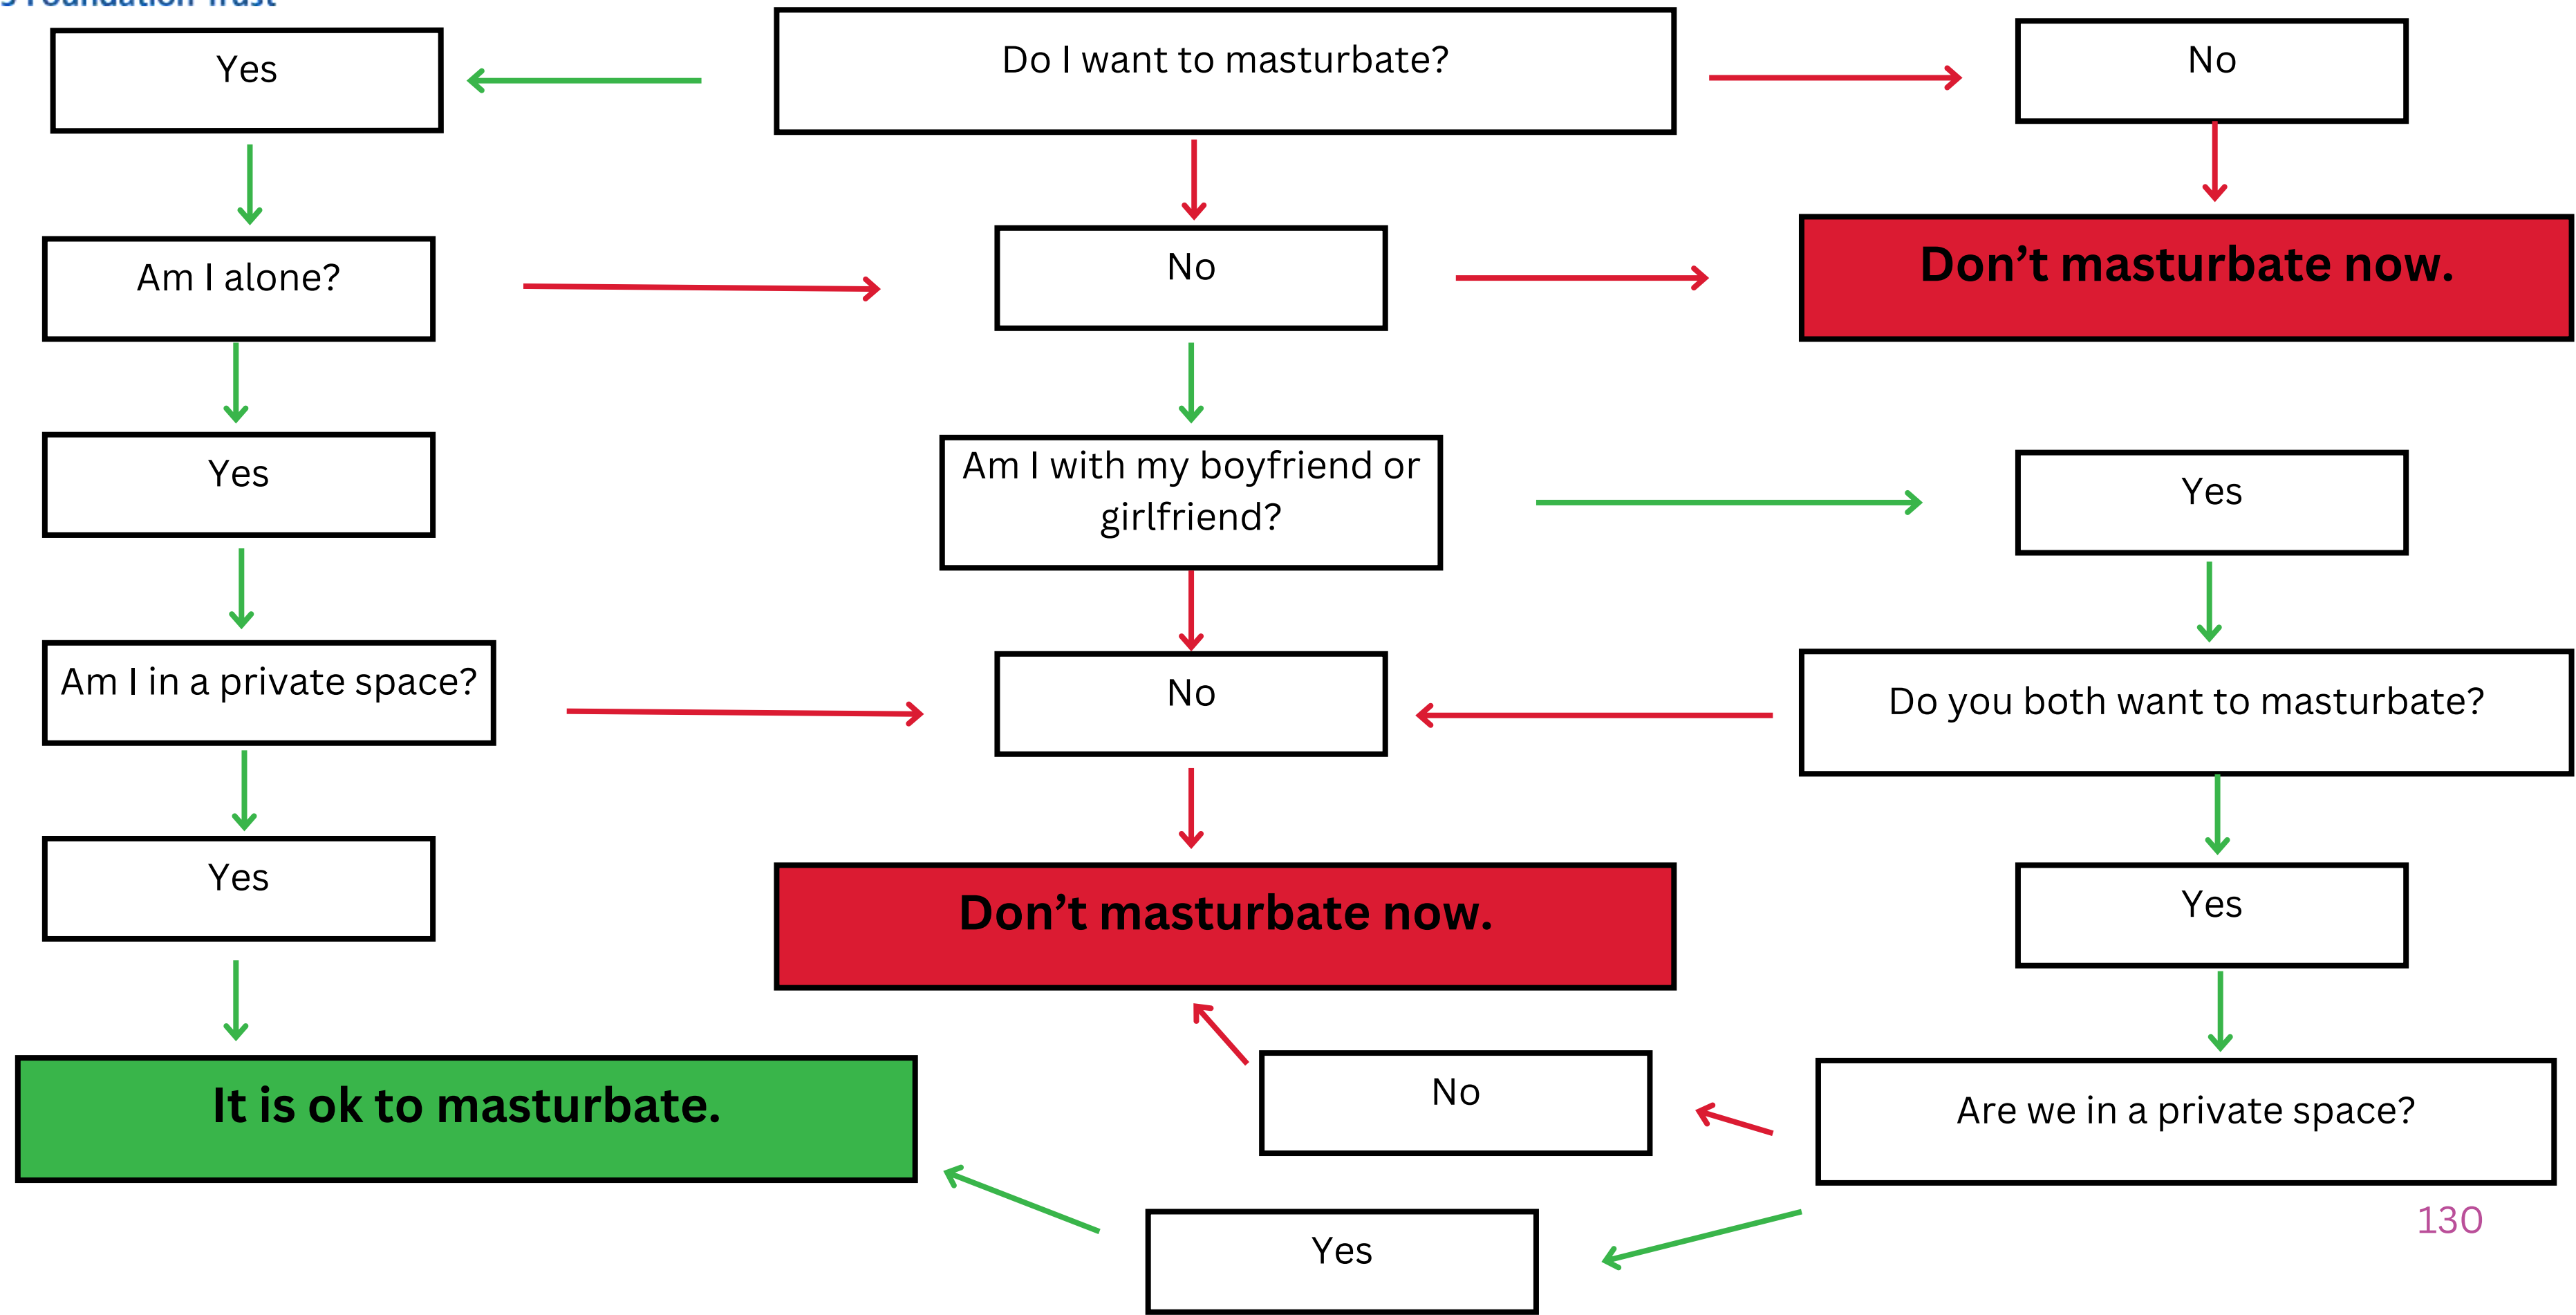 Foundation Trust
Yes
Do I want to masturbate?
No
Am I alone?
No
Don’t masturbate now.
Yes
Am I with my boyfriend or
girlfriend?
Yes
Am I in a private space?
No
Do you both want to masturbate?
Yes
Don’t masturbate now.
Yes
It is ok to masturbate.
No
Are we in a private space?
Yes
130